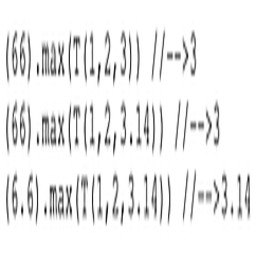 (66).max(T(1,2,3)) //-->3
(66).max(T(1,2,3.14)) //-->3
(6.6).max(T(1,2,3.14)) //-->3.14